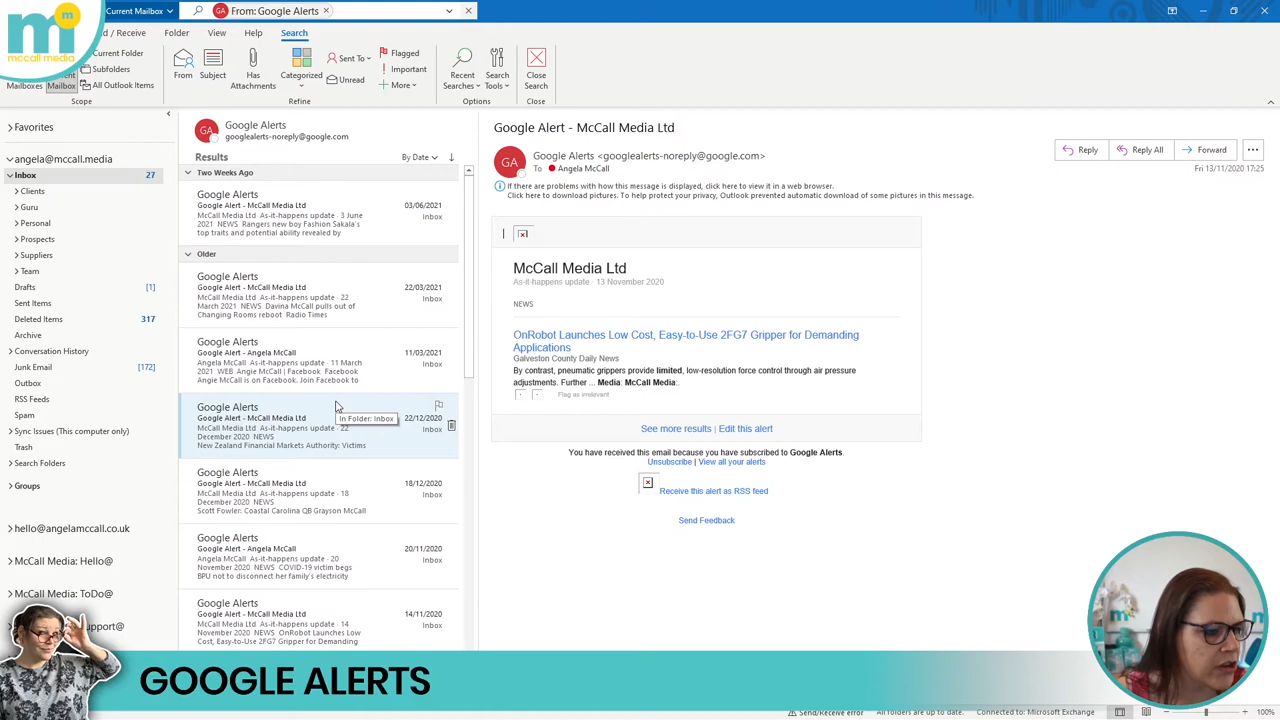 Current Mailbox
From: Google Alerts
mccall media
d / Receive
Folder
View
Help
Search
Current Folder
Subfolders
All Outlook Items
Mailboxes
Mailbox
Scope
From
Subject
Has
Attachments
Categorized
Sent To
Unread
Flagged
Important
More
Refine
Recent
Searches
Search
Tools
Options
Close
Search
Close
Favorites
angela@mccall.media
Inbox 27
Clients
Guru
Personal
Prospects
Suppliers
Team
Drafts [1]
Sent Items
Deleted Items 317
Archive
Conversation History
Junk Email [172]
Outbox
RSS Feeds
Spam
Sync Issues (This computer only)
Trash
Search Folders
Groups
hello@angelamccall.co.uk
McCall Media: Hello@
McCall Media: ToDo@
upport@
GA
Google Alerts
googlealerts-noreply@google.com
Results
By Date
Two Weeks Ago
Google Alerts
Google Alert - McCall Media Ltd 03/06/2021
McCall Media Ltd As-it-happens update · 3 June Inbox
2021 NEWS Rangers new boy Fashion Sakala's
top traits and potential ability revealed by
Older
Google Alerts
Google Alert - McCall Media Ltd 22/03/2021
McCall Media Ltd As-it-happens update · 22 Inbox
March 2021 NEWS Davina McCall pulls out of
Changing Rooms reboot Radio Times
Google Alerts
Google Alert - Angela McCall 11/03/2021
Angela McCall As-it-happens update · 11 March Inbox
2021 WEB Angie McCall | Facebook Facebook
Angie McCall is on Facebook. Join Facebook to
Google Alerts
Google Alert - McCall Media Ltd 22/12/2020
McCall Media Ltd As-it-happens update · 22 Inbox
December 2020 NEWS
New Zealand Financial Markets Authority: Victims
In Folder: Inbox
Google Alerts
Google Alert - McCall Media Ltd 18/12/2020
McCall Media Ltd As-it-happens update · 18 Inbox
December 2020 NEWS
Scott Fowler: Coastal Carolina QB Grayson McCall
Google Alerts
Google Alert - Angela McCall 20/11/2020
Angela McCall As-it-happens update · 20 Inbox
November 2020 NEWS COVID-19 victim begs
BPU not to disconnect her family's electricity
Google Alerts
Google Alert - McCall Media Ltd 14/11/2020
McCall Media Ltd As-it-happens update · 14 Inbox
November 2020 NEWS OnRobot Launches Low
Cost, Easy-to-Use 2FG7 Gripper for Demanding
Google Alert - McCall Media Ltd
GA
Google Alerts <googlealerts-noreply@google.com>
To Angela McCall
Reply
Reply All
Forward
Fri 13/11/2020 17:25
If there are problems with how this message is displayed, click here to view it in a web browser.
Click here to download pictures. To help protect your privacy, Outlook prevented automatic download of some pictures in this message.
McCall Media Ltd
As-it-happens update · 13 November 2020
NEWS
OnRobot Launches Low Cost, Easy-to-Use 2FG7 Gripper for Demanding
Applications
Galveston County Daily News
By contrast, pneumatic grippers provide limited, low-resolution force control through air pressure
adjustments. Further ... Media: McCall Media:.
Flag as irrelevant
See more results | Edit this alert
You have received this email because you have subscribed to Google Alerts.
Unsubscribe | View all your alerts
Receive this alert as RSS feed
Send Feedback
GOOGLE ALERTS
Send/Receive error
All folders are up to date.
Connected to: Microsoft Exchange
100%